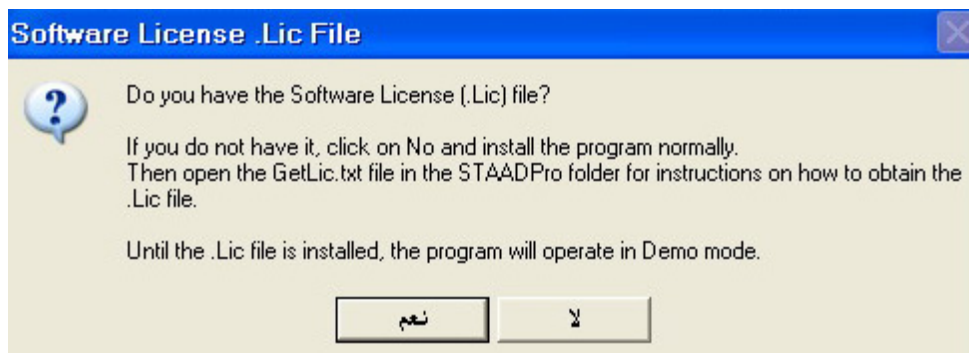 Software License .Lic File
Do you have the Software License (.Lic) file?
If you do not have it, click on No and install the program normally.
Then open the GetLic.txt file in the STAADPro folder for instructions on how to obtain the
.Lic file.
Until the .Lic file is installed, the program will operate in Demo mode.
نعم
لا